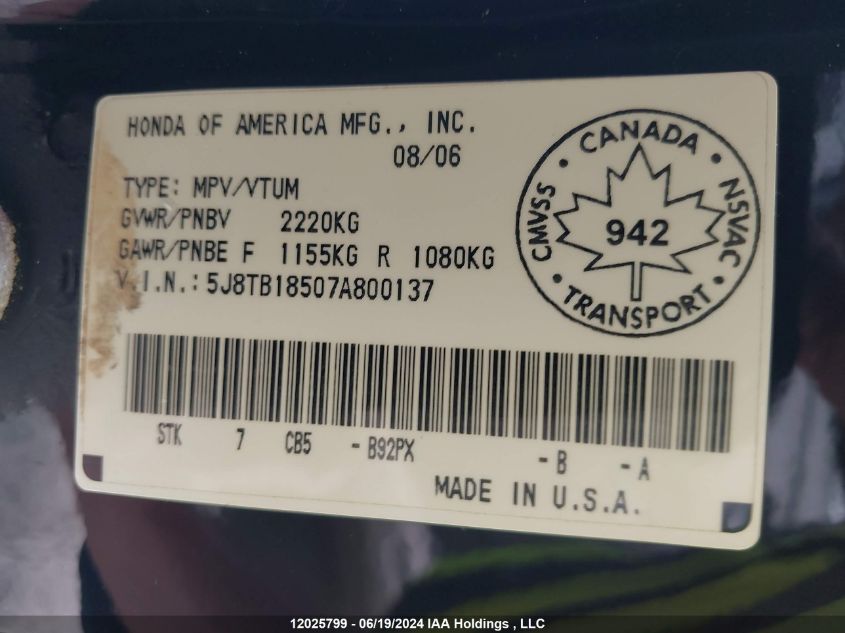 HONDA OF AMERICA MFG., INC.
08/06
TYPE: MPV/VTUM
GVWR/PNBV 2220KG
GAWR/PNBE F 1155KG R 1080KG
V.I.N.: 5J8TB18507A800137
• CANADA •
CMVSS
NSVAC
942
• TRANSPORT •
STK 7 CB5 - B92PX - B - A
MADE IN U.S.A.
12025799 - 06/19/2024 IAA Holdings , LLC